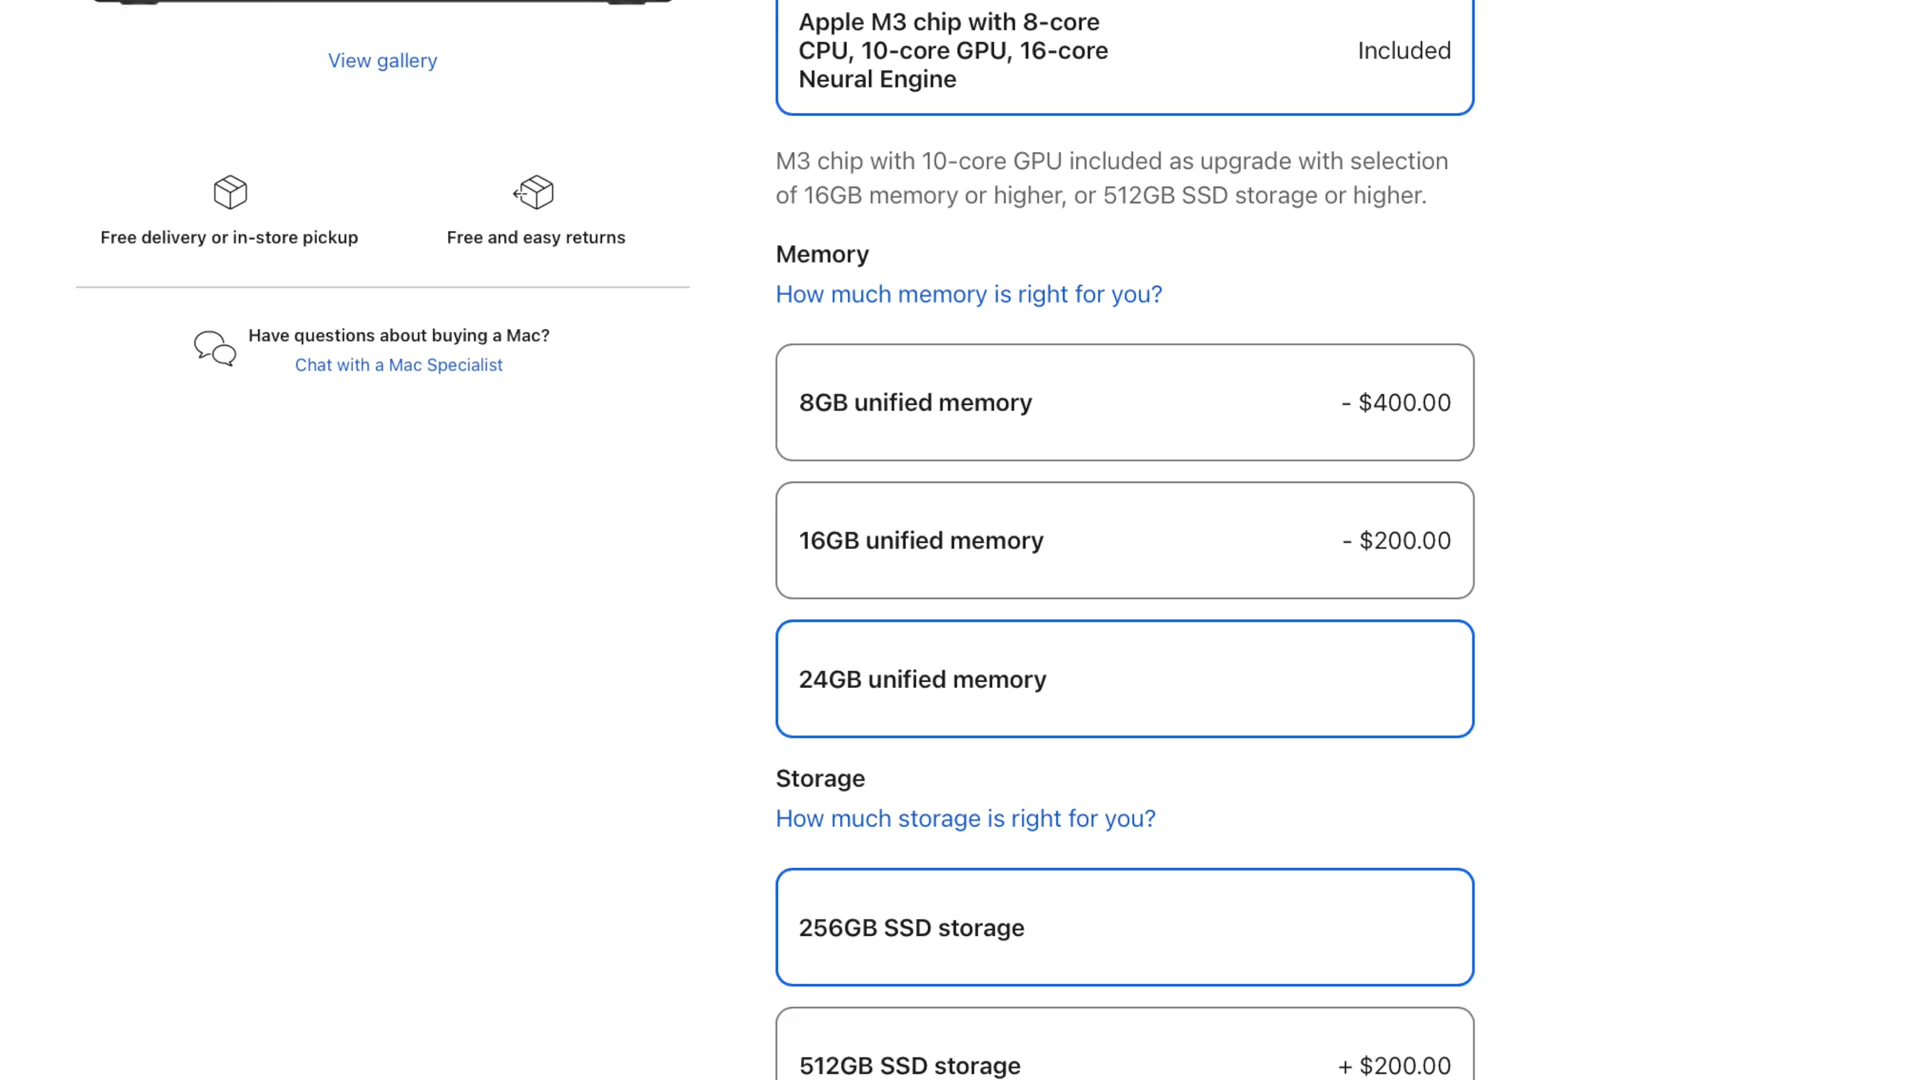 View gallery
Free delivery or in-store pickup
Free and easy returns
Have questions about buying a Mac?
Chat with a Mac Specialist
Apple M3 chip with 8-core
CPU, 10-core GPU, 16-core
Neural Engine
Included
M3 chip with 10-core GPU included as upgrade with selection
of 16GB memory or higher, or 512GB SSD storage or higher.
Memory
How much memory is right for you?
8GB unified memory - $400.00
16GB unified memory - $200.00
24GB unified memory
Storage
How much storage is right for you?
256GB SSD storage
512GB SSD storage + $200.00